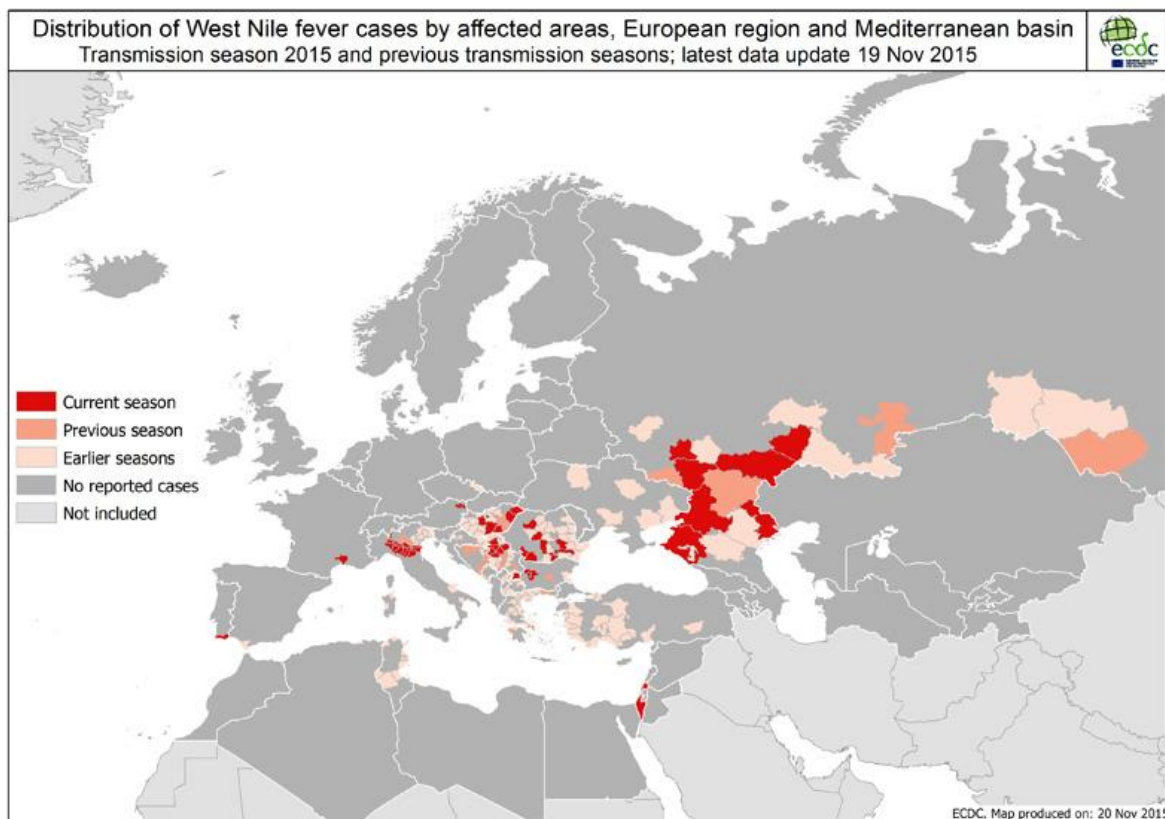 Distribution of West Nile fever cases by affected areas, European region and Mediterranean basin
Transmission season 2015 and previous transmission seasons; latest data update 19 Nov 2015
ecdc
Current season
Previous season
Earlier seasons
No reported cases
Not included
ECDC. Map produced on: 20 Nov 2015